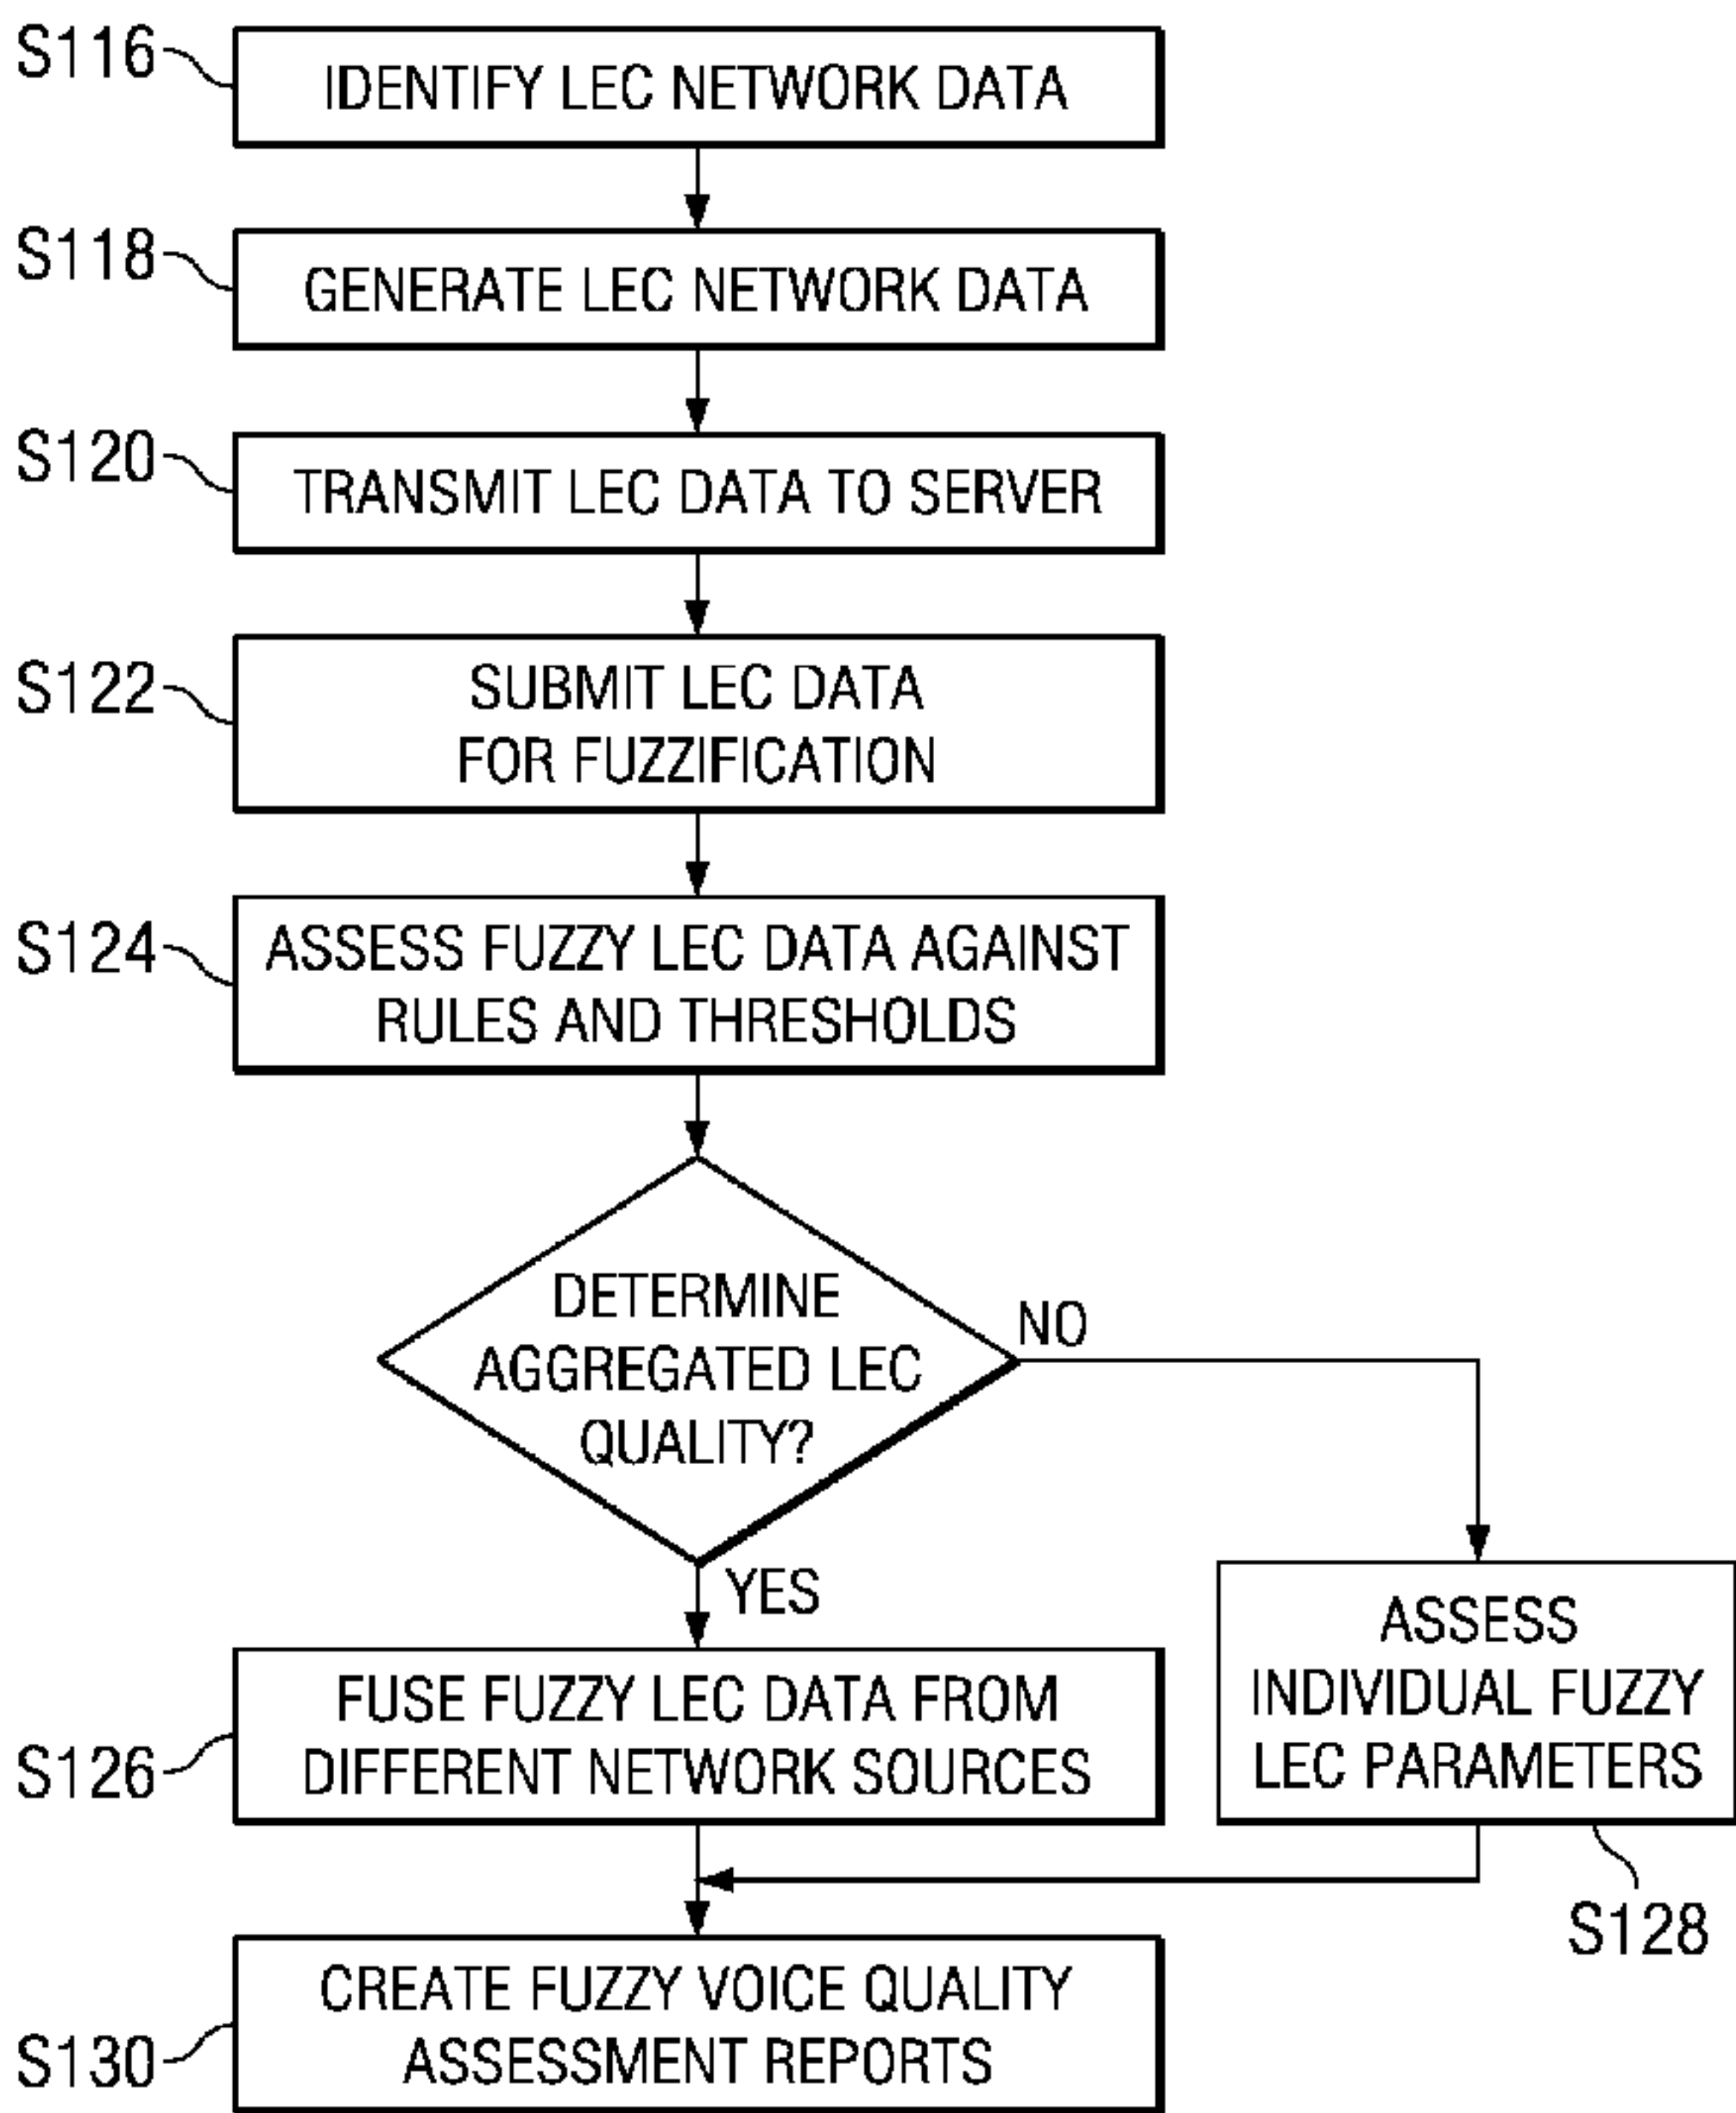 S116
IDENTIFY LEC NETWORK DATA
S118
GENERATE LEC NETWORK DATA
S120
TRANSMIT LEC DATA TO SERVER
S122
SUBMIT LEC DATA
FOR FUZZIFICATION
S124
ASSESS FUZZY LEC DATA AGAINST
RULES AND THRESHOLDS
DETERMINE
AGGREGATED LEC
QUALITY?
NO
YES
ASSESS
INDIVIDUAL FUZZY
LEC PARAMETERS
S128
S126
FUSE FUZZY LEC DATA FROM
DIFFERENT NETWORK SOURCES
S130
CREATE FUZZY VOICE QUALITY
ASSESSMENT REPORTS